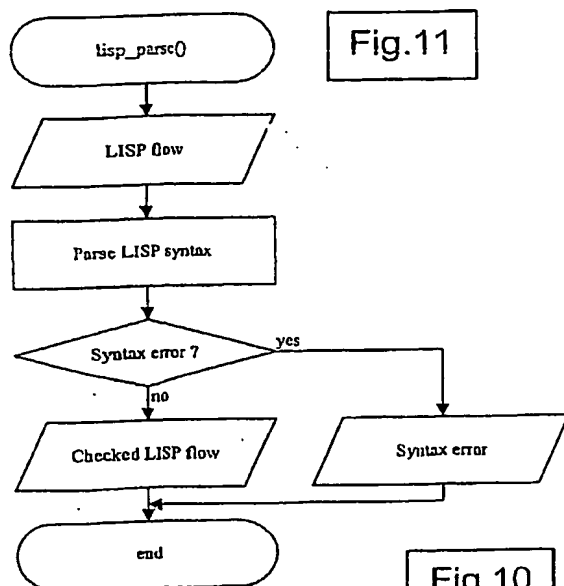 lisp_parse()
Fig.11
LISP flow
Parse LISP syntax
Syntax error ?
yes
no
Checked LISP flow
Syntax error
end
Fig.10